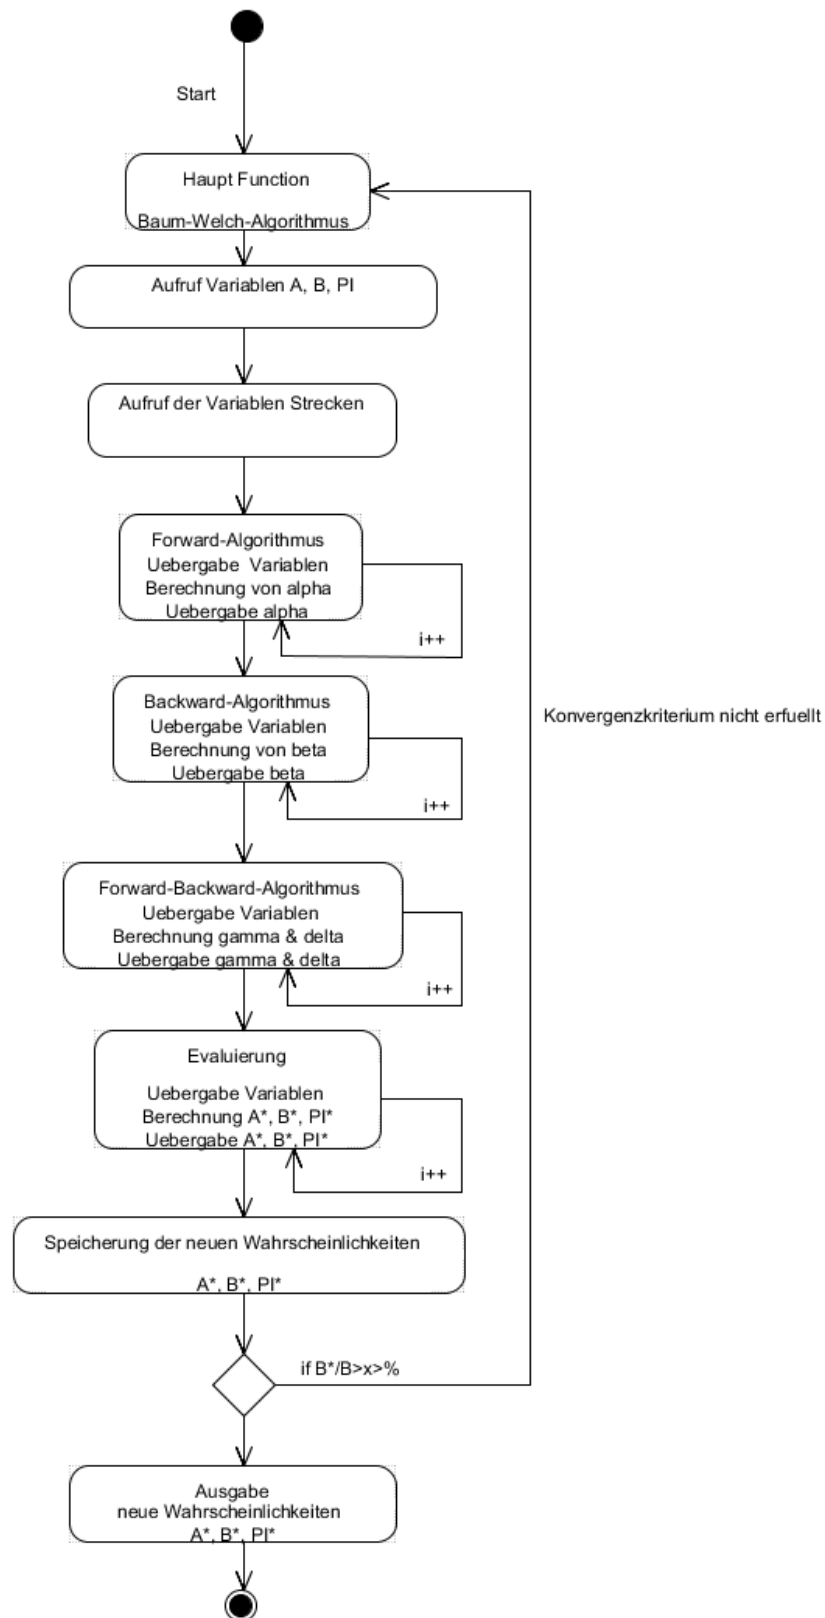 Start
Haupt Function
Baum-Welch-Algorithmus
Aufruf Variablen A, B, PI
Aufruf der Variablen Strecken
Forward-Algorithmus
Uebergabe Variablen
Berechnung von alpha
Uebergabe alpha
i++
Konvergenzkriterium nicht erfuellt
Backward-Algorithmus
Uebergabe Variablen
Berechnung von beta
Uebergabe beta
i++
Forward-Backward-Algorithmus
Uebergabe Variablen
Berechnung gamma & delta
Uebergabe gamma & delta
i++
Evaluierung
Uebergabe Variablen
Berechnung A*, B*, PI*
Uebergabe A*, B*, PI*
i++
Speicherung der neuen Wahrscheinlichkeiten
A*, B*, PI*
if B*/B>x>%
Ausgabe
neue Wahrscheinlichkeiten
A*, B*, PI*